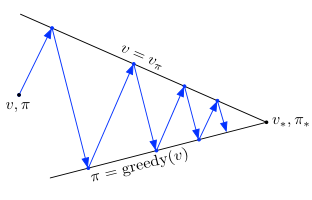 v = v_π
v, π
v_*, π_*
π = greedy(v)